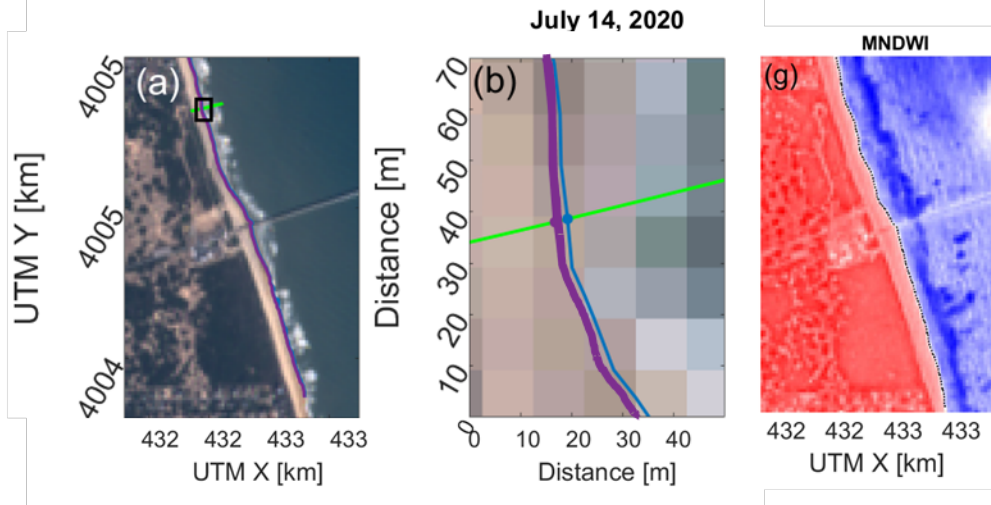 July 14, 2020
MNDWI
(a)
(b)
(g)
UTM Y [km]
4005
4005
4004
Distance [m]
70
60
50
40
30
20
10
0
432 432 433 433
UTM X [km]
0 10 20 30 40
Distance [m]
432 432 433 433
UTM X [km]